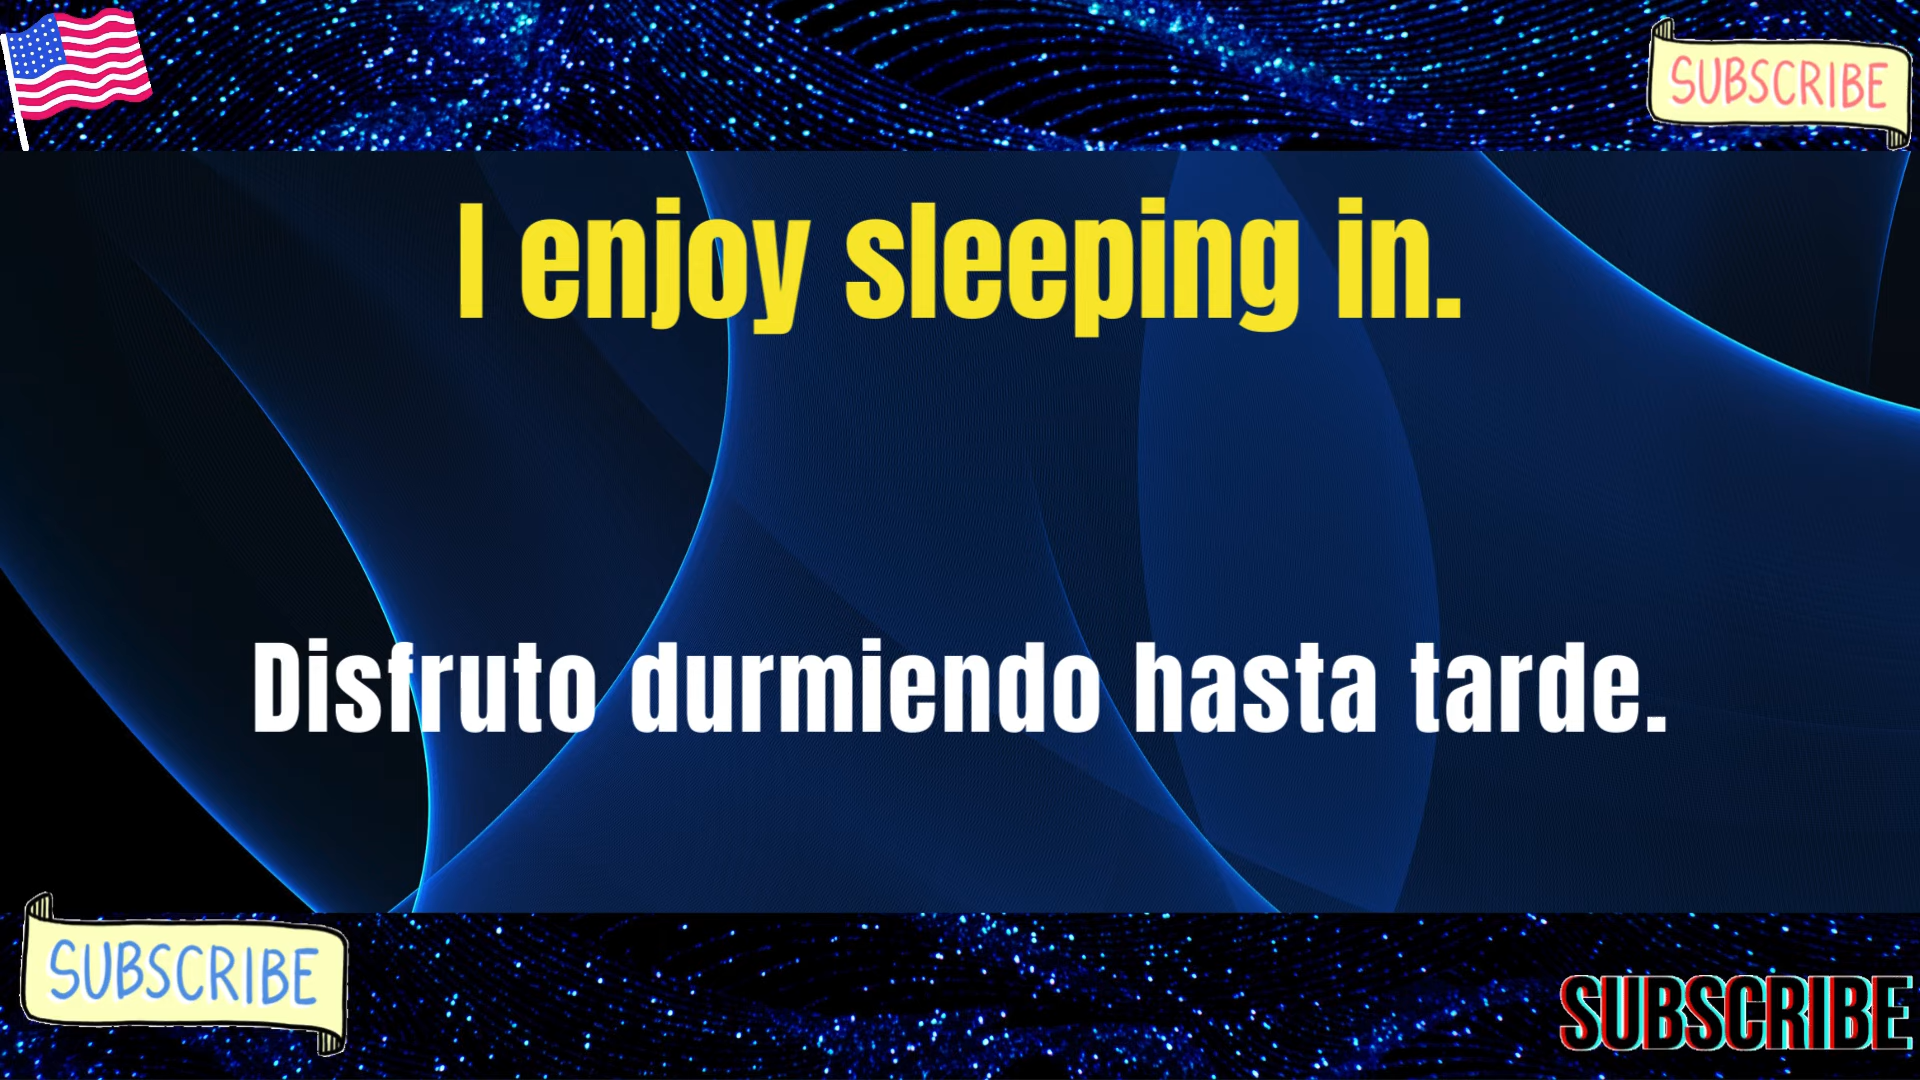 SUBSCRIBE
I enjoy sleeping in.
Disfruto durmiendo hasta tarde.
SUBSCRIBE
SUBSCRIBE